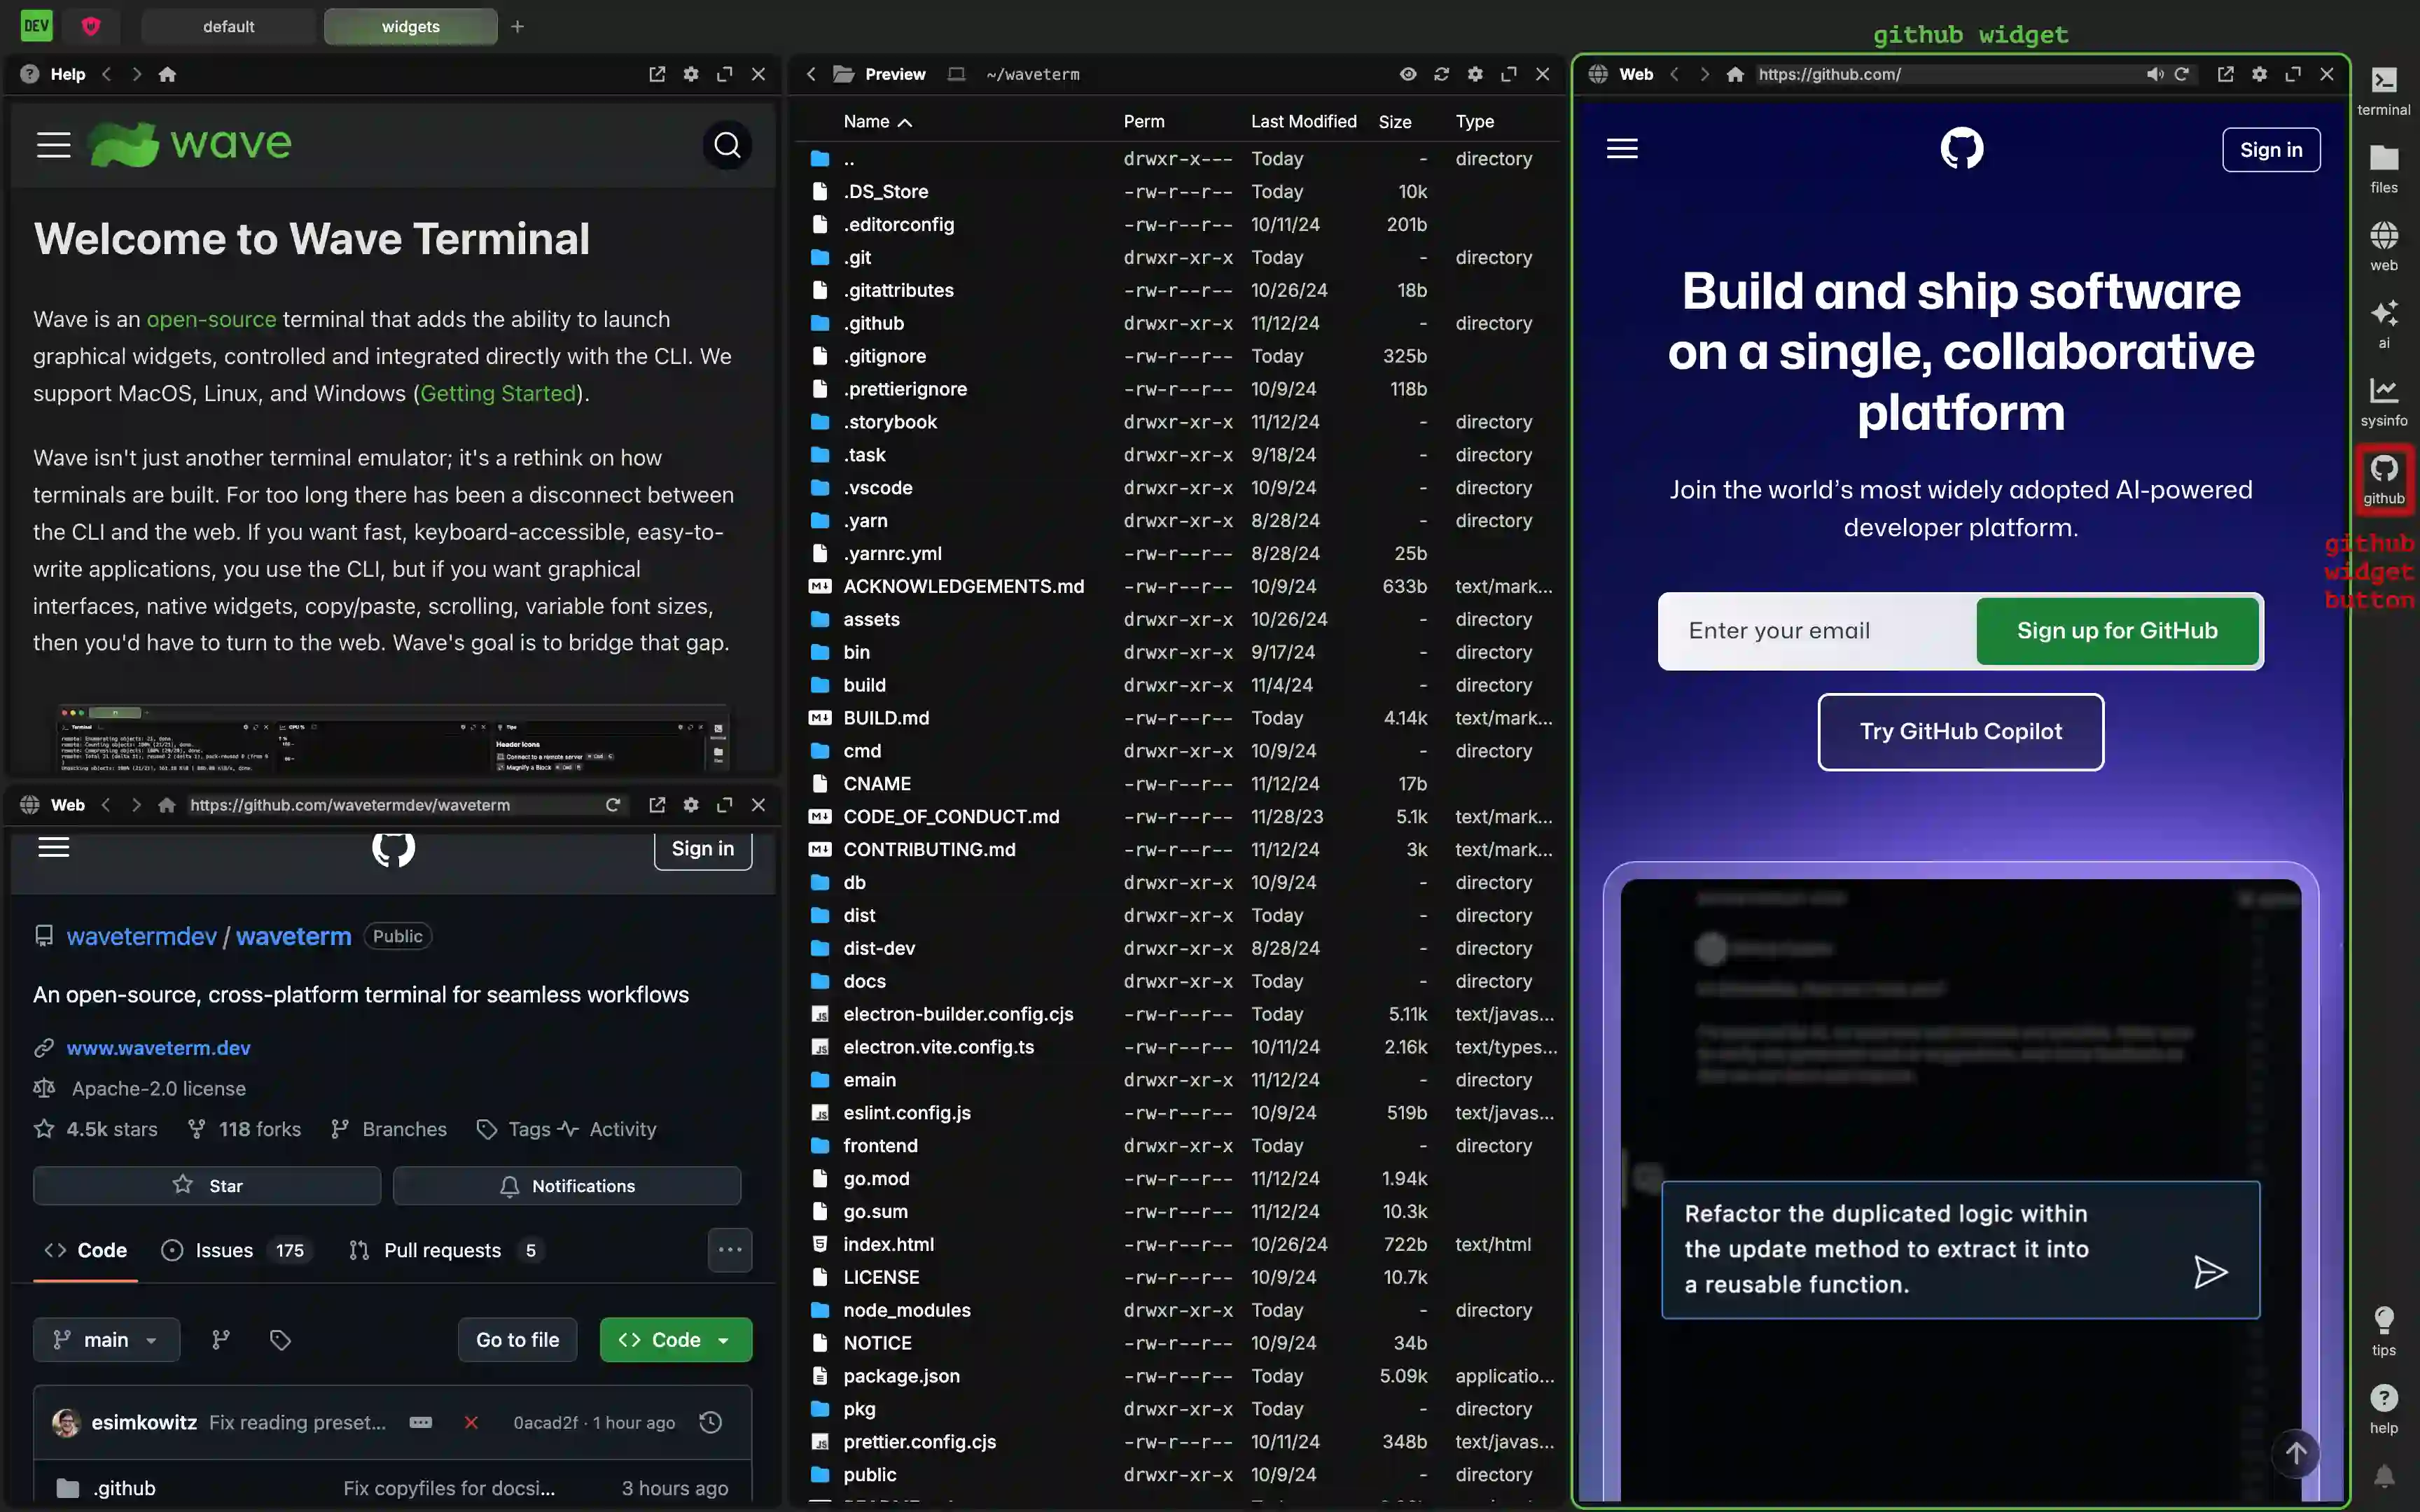 DEV
default
widgets
github widget
Help
wave
Welcome to Wave Terminal
Wave is an open-source terminal that adds the ability to launch
graphical widgets, controlled and integrated directly with the CLI. We
support MacOS, Linux, and Windows (Getting Started).
Wave isn't just another terminal emulator; it's a rethink on how
terminals are built. For too long there has been a disconnect between
the CLI and the web. If you want fast, keyboard-accessible, easy-to-
write applications, you use the CLI, but if you want graphical
interfaces, native widgets, copy/paste, scrolling, variable font sizes,
then you'd have to turn to the web. Wave's goal is to bridge that gap.
Header Icons
Connect to a remote server
Magnify a Block
Web https://github.com/wavetermdev/waveterm
Sign in
wavetermdev / waveterm Public
An open-source, cross-platform terminal for seamless workflows
www.waveterm.dev
Apache-2.0 license
4.5k stars 118 forks Branches Tags Activity
Star Notifications
Code Issues 175 Pull requests 5
main Go to file Code
esimkowitz Fix reading preset... 0acad2f · 1 hour ago
.github Fix copyfiles for docsi... 3 hours ago
Preview ~/waveterm
Name Perm Last Modified Size Type
.. drwxr-x--- Today - directory
.DS_Store -rw-r--r-- Today 10k
.editorconfig -rw-r--r-- 10/11/24 201b
.git drwxr-xr-x Today - directory
.gitattributes -rw-r--r-- 10/26/24 18b
.github drwxr-xr-x 11/12/24 - directory
.gitignore -rw-r--r-- Today 325b
.prettierignore -rw-r--r-- 10/9/24 118b
.storybook drwxr-xr-x 11/12/24 - directory
.task drwxr-xr-x 9/18/24 - directory
.vscode drwxr-xr-x 10/9/24 - directory
.yarn drwxr-xr-x 8/28/24 - directory
.yarnrc.yml -rw-r--r-- 8/28/24 25b
ACKNOWLEDGEMENTS.md -rw-r--r-- 10/9/24 633b text/mark...
assets drwxr-xr-x 10/26/24 - directory
bin drwxr-xr-x 9/17/24 - directory
build drwxr-xr-x 11/4/24 - directory
BUILD.md -rw-r--r-- Today 4.14k text/mark...
cmd drwxr-xr-x 10/9/24 - directory
CNAME -rw-r--r-- 11/12/24 17b
CODE_OF_CONDUCT.md -rw-r--r-- 11/28/23 5.1k text/mark...
CONTRIBUTING.md -rw-r--r-- 11/12/24 3k text/mark...
db drwxr-xr-x 10/9/24 - directory
dist drwxr-xr-x Today - directory
dist-dev drwxr-xr-x 8/28/24 - directory
docs drwxr-xr-x Today - directory
electron-builder.config.cjs -rw-r--r-- Today 5.11k text/javas...
electron.vite.config.ts -rw-r--r-- 10/11/24 2.16k text/types...
emain drwxr-xr-x 11/12/24 - directory
eslint.config.js -rw-r--r-- 10/9/24 519b text/javas...
frontend drwxr-xr-x Today - directory
go.mod -rw-r--r-- 11/12/24 1.94k
go.sum -rw-r--r-- 11/12/24 10.3k
index.html -rw-r--r-- 10/26/24 722b text/html
LICENSE -rw-r--r-- 10/9/24 10.7k
node_modules drwxr-xr-x Today - directory
NOTICE -rw-r--r-- 10/9/24 34b
package.json -rw-r--r-- Today 5.09k applicatio...
pkg drwxr-xr-x Today - directory
prettier.config.cjs -rw-r--r-- 10/11/24 348b text/javas...
public drwxr-xr-x 10/9/24 - directory
Web https://github.com/
Sign in
Build and ship software
on a single, collaborative
platform
Join the world’s most widely adopted AI-powered
developer platform.
Enter your email Sign up for GitHub
Try GitHub Copilot
Refactor the duplicated logic within
the update method to extract it into
a reusable function.
terminal
files
web
ai
sysinfo
github
github
widget
button
tips
help